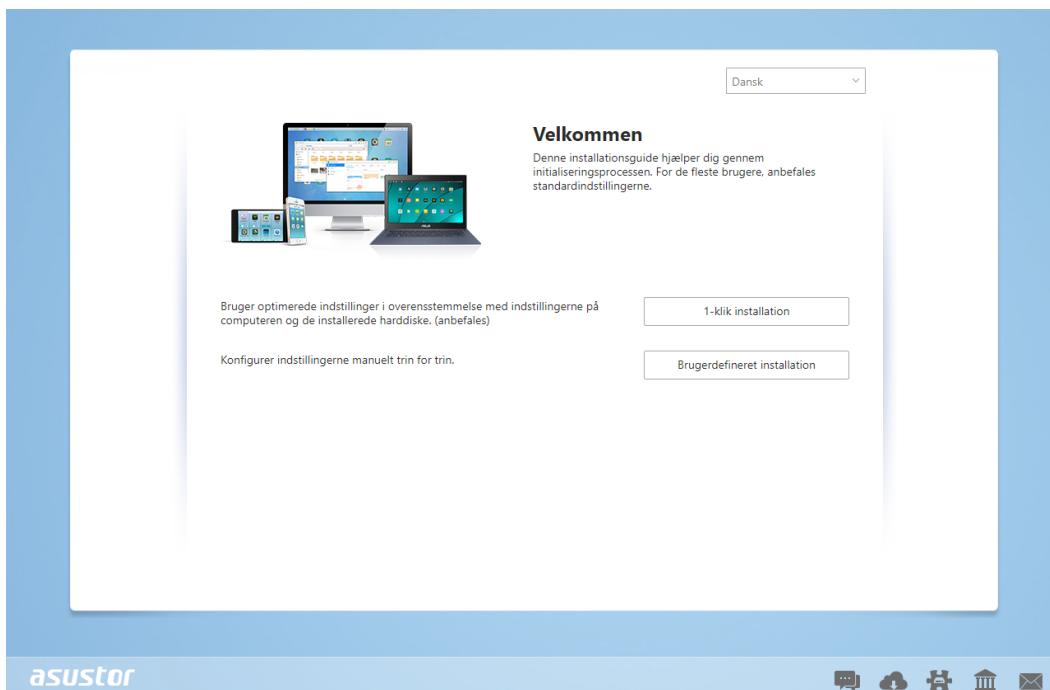 Dansk
Velkommen
Denne installationsguide hjælper dig gennem
initialiseringsprocessen. For de fleste brugere, anbefales
standardindstillingerne.
Bruger optimerede indstillinger i overensstemmelse med indstillingerne på
computeren og de installerede harddiske. (anbefales)
1-klik installation
Konfigurer indstillingerne manuelt trin for trin.
Brugerdefineret installation
asustor